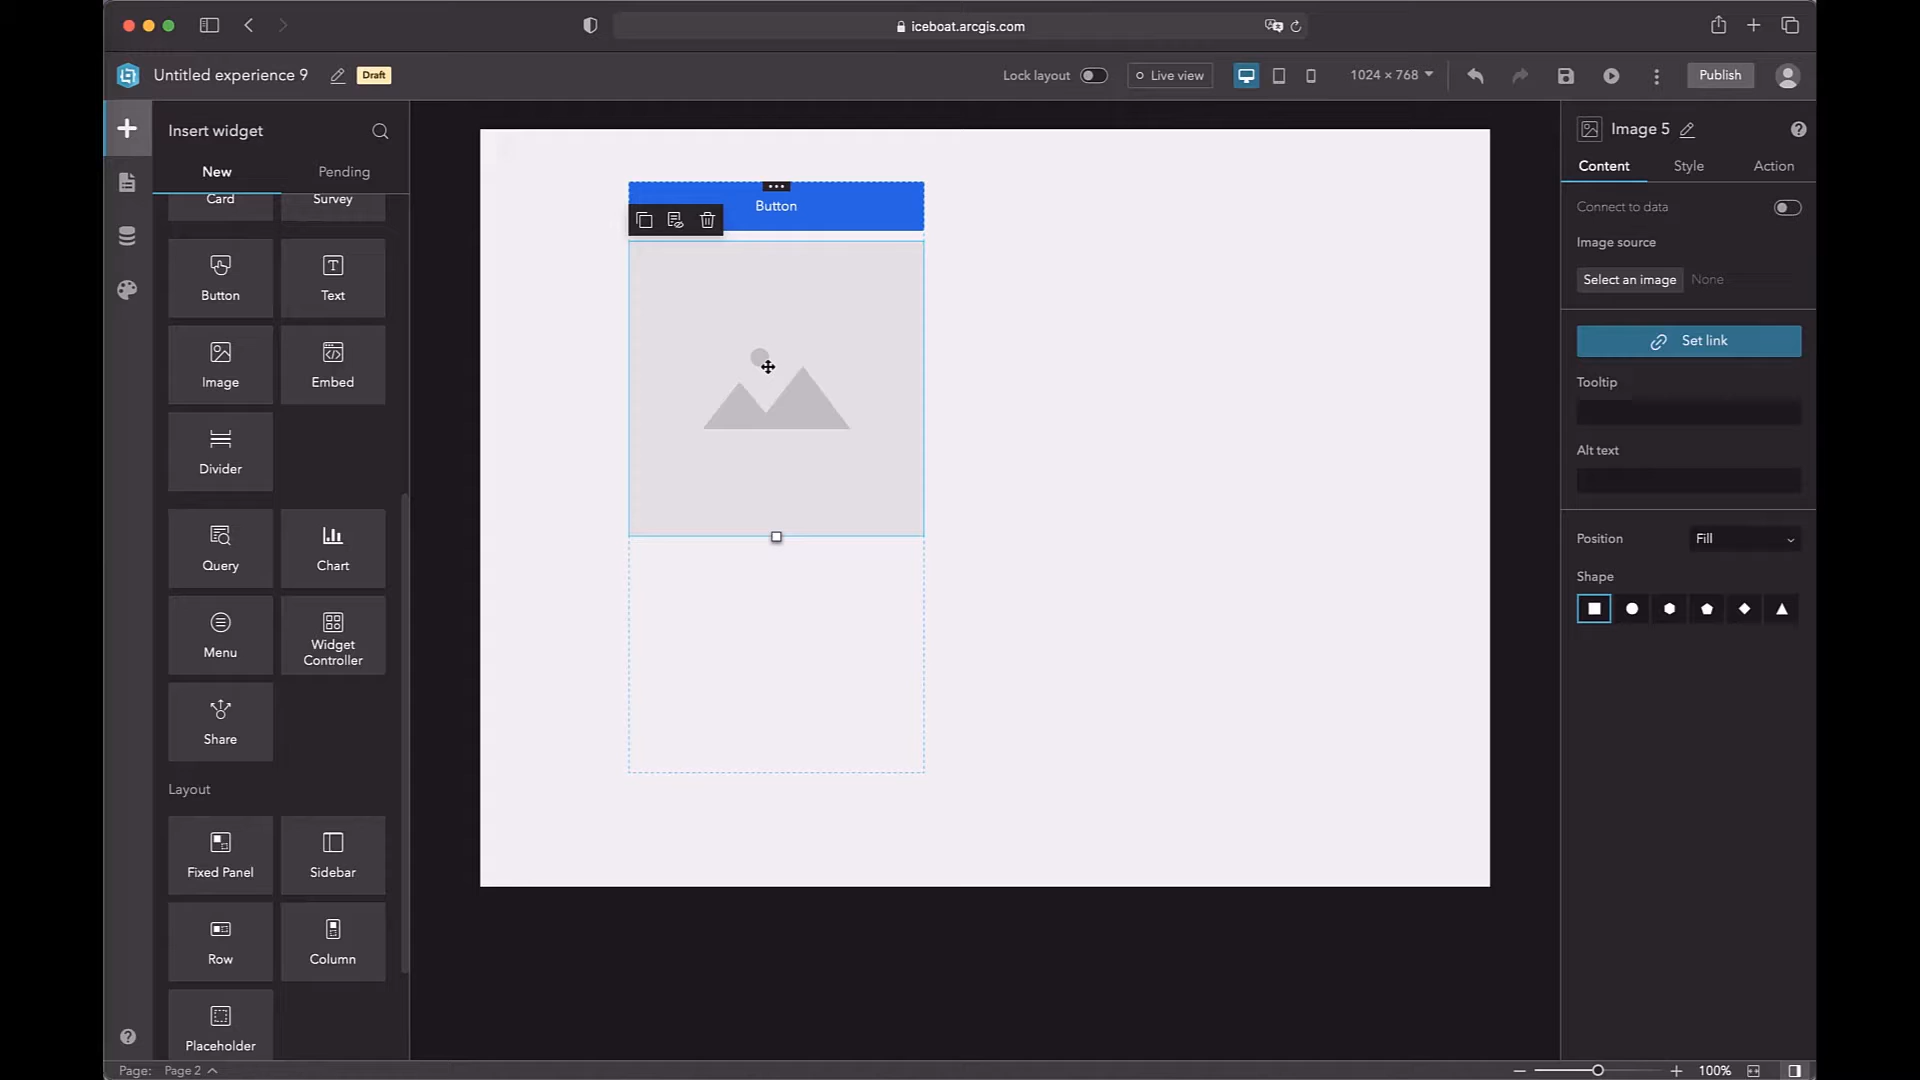 iceboat.arcgis.com
Untitled experience 9
Draft
Lock layout
Live view
1024 × 768
Publish
Insert widget
New
Pending
Card
Survey
Button
Text
Image
Embed
Divider
Query
Chart
Menu
Widget
Controller
Share
Layout
Fixed Panel
Sidebar
Row
Column
Placeholder
Button
Image 5
Content
Style
Action
Connect to data
Image source
Select an image
None
Set link
Tooltip
Alt text
Position
Fill
Shape
Page:
Page 2
100%